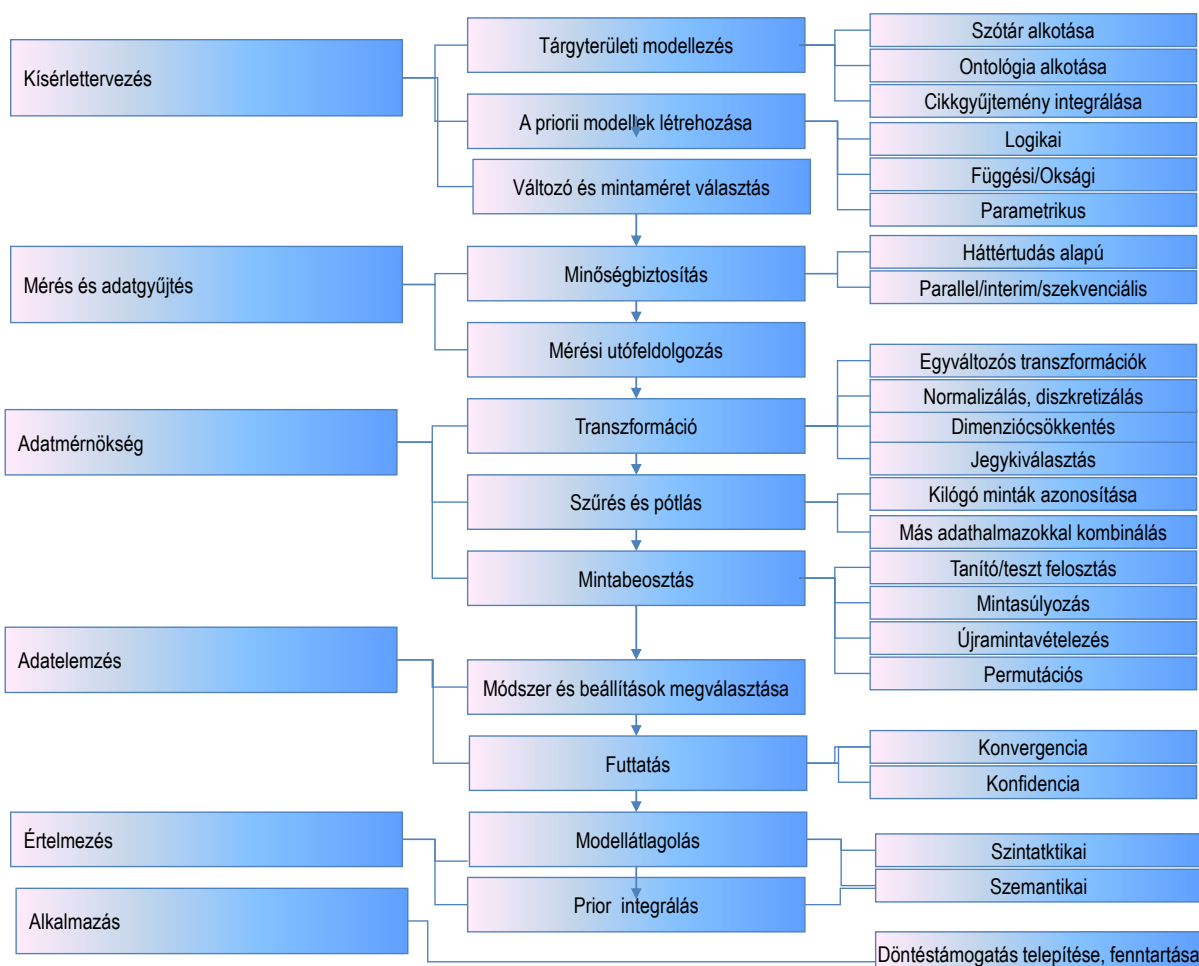 Kísérlettervezés
Tárgyterületi modellezés
Szótár alkotása
Ontológia alkotása
Cikkgyűjtemény integrálása
A priorii modellek létrehozása
Logikai
Függési/Oksági
Parametrikus
Változó és mintaméret választás
Mérés és adatgyűjtés
Minőségbiztosítás
Háttértudás alapú
Parallel/interim/szekvenciális
Mérési utófeldolgozás
Adatmérnökség
Transzformáció
Egyváltozós transzformációk
Normalizálás, diszkretizálás
Dimenziócsökkentés
Jegykiválasztás
Szűrés és pótlás
Kilógó minták azonosítása
Más adathalmazokkal kombinálás
Mintabeosztás
Tanító/teszt felosztás
Mintasúlyozás
Újramintavételezés
Permutációs
Adatelemzés
Módszer és beállítások megválasztása
Futtatás
Konvergencia
Konfidencia
Értelmezés
Modellátlagolás
Szintatktikai
Szemantikai
Prior integrálás
Alkalmazás
Döntéstámogatás telepítése, fenntartása